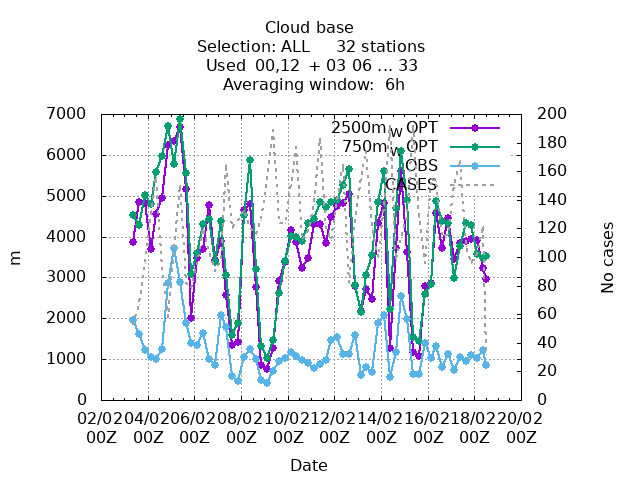 Cloud base
Selection: ALL 32 stations
Used 00,12 + 03 06 ... 33
Averaging window: 6h
7000
6000
5000
4000
3000
2000
1000
0
m
200
180
160
140
120
100
80
60
40
20
0
No cases
2500m_W OPT
750m_W OPT
OBS
CASES
02/02 04/02 06/02 08/02 10/02 12/02 14/02 16/02 18/02 20/02
00Z 00Z 00Z 00Z 00Z 00Z 00Z 00Z 00Z 00Z
Date